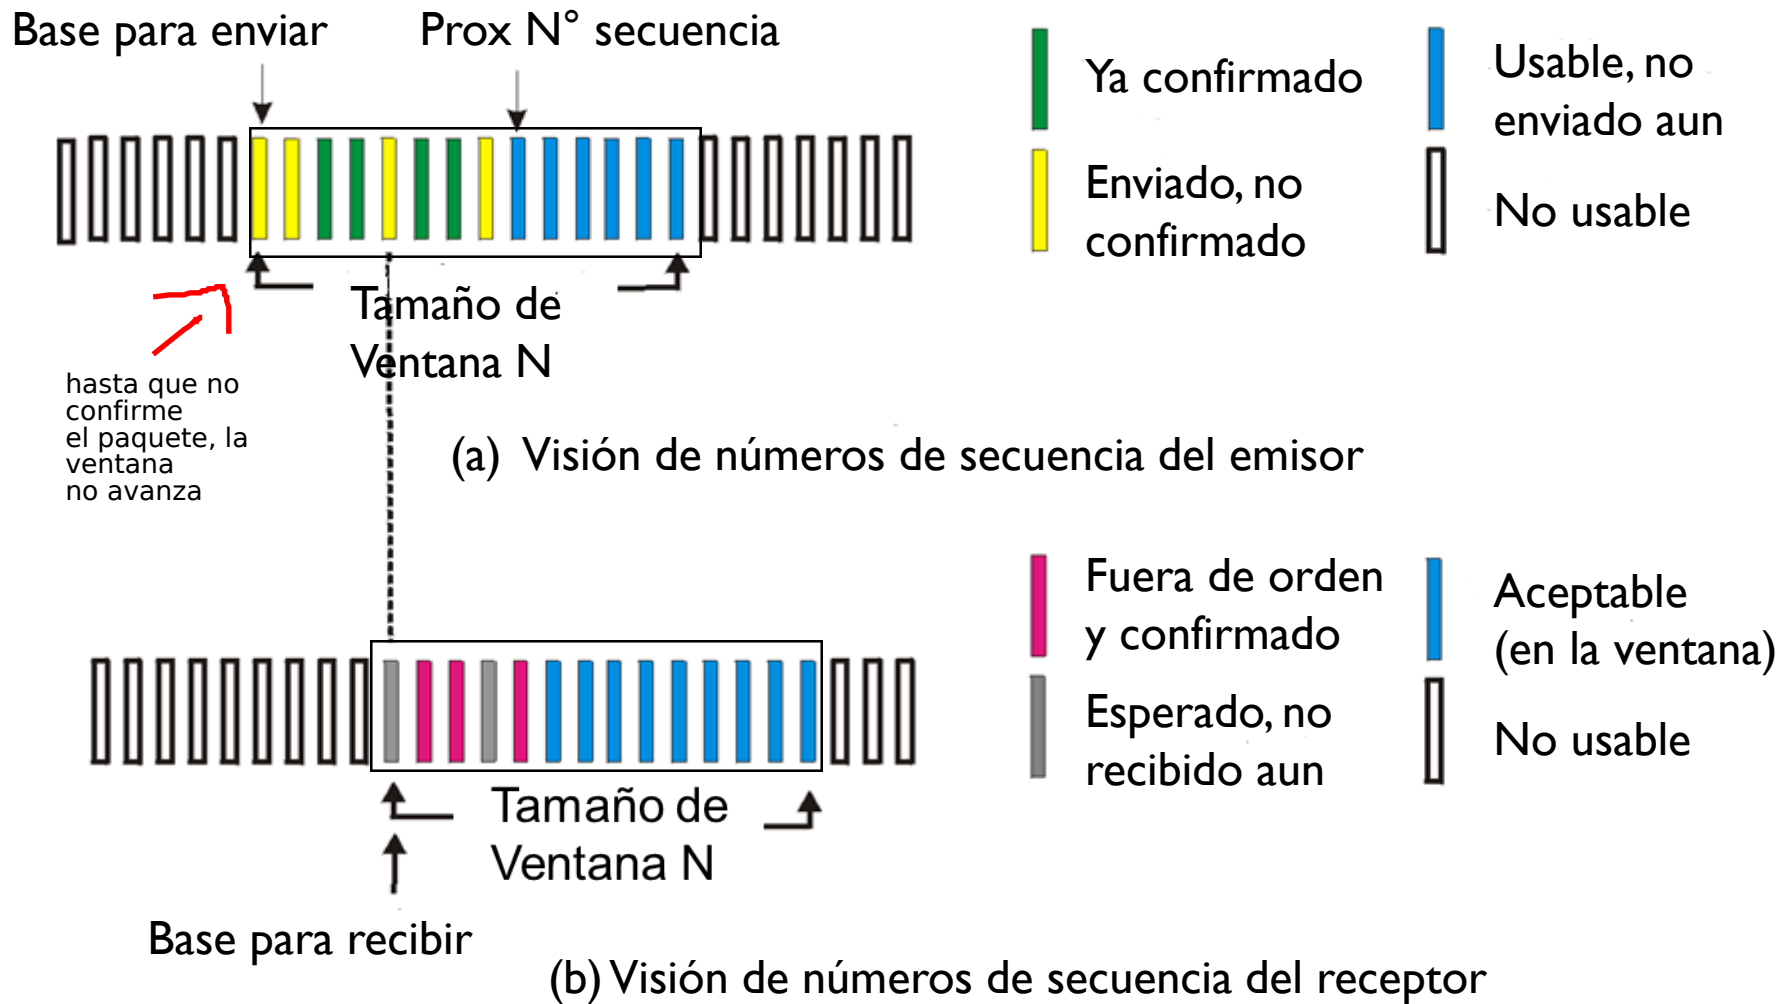 Base para enviar
Prox N° secuencia
Ya confirmado
Usable, no
enviado aun
Enviado, no
confirmado
No usable
Tamaño de
Ventana N
hasta que no
confirme
el paquete, la
ventana
no avanza
(a) Visión de números de secuencia del emisor
Fuera de orden
y confirmado
Aceptable
(en la ventana)
Esperado, no
recibido aun
No usable
Tamaño de
Ventana N
Base para recibir
(b) Visión de números de secuencia del receptor